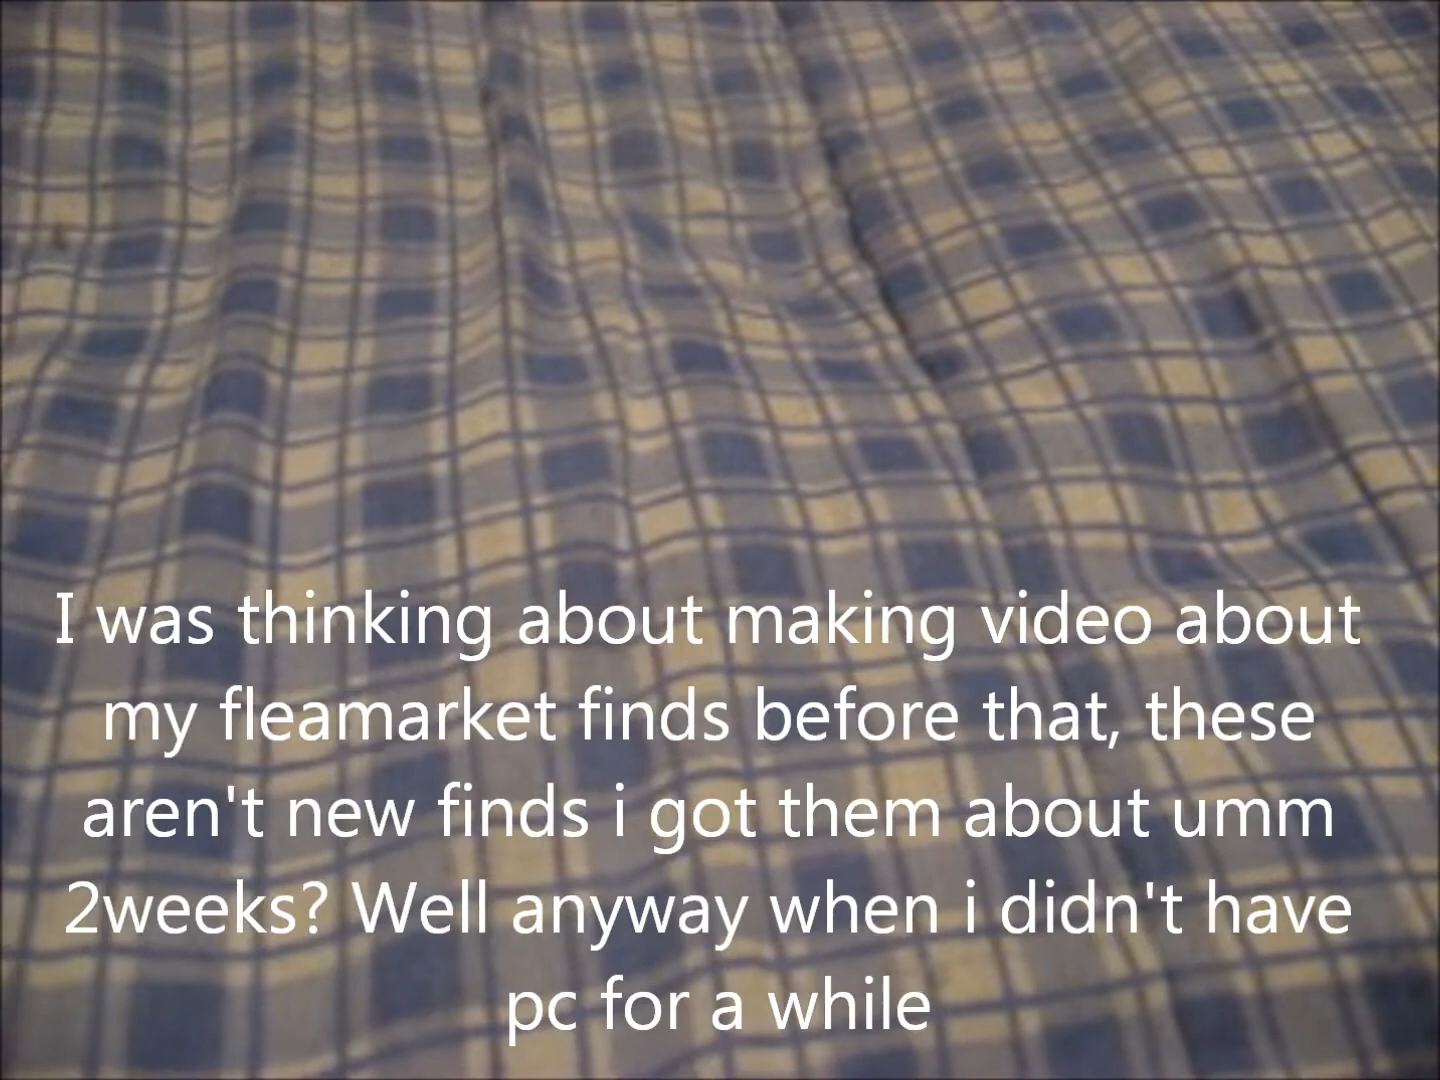 I was thinking about making video about
my fleamarket finds before that, these
aren't new finds i got them about umm
2weeks? Well anyway when i didn't have
pc for a while